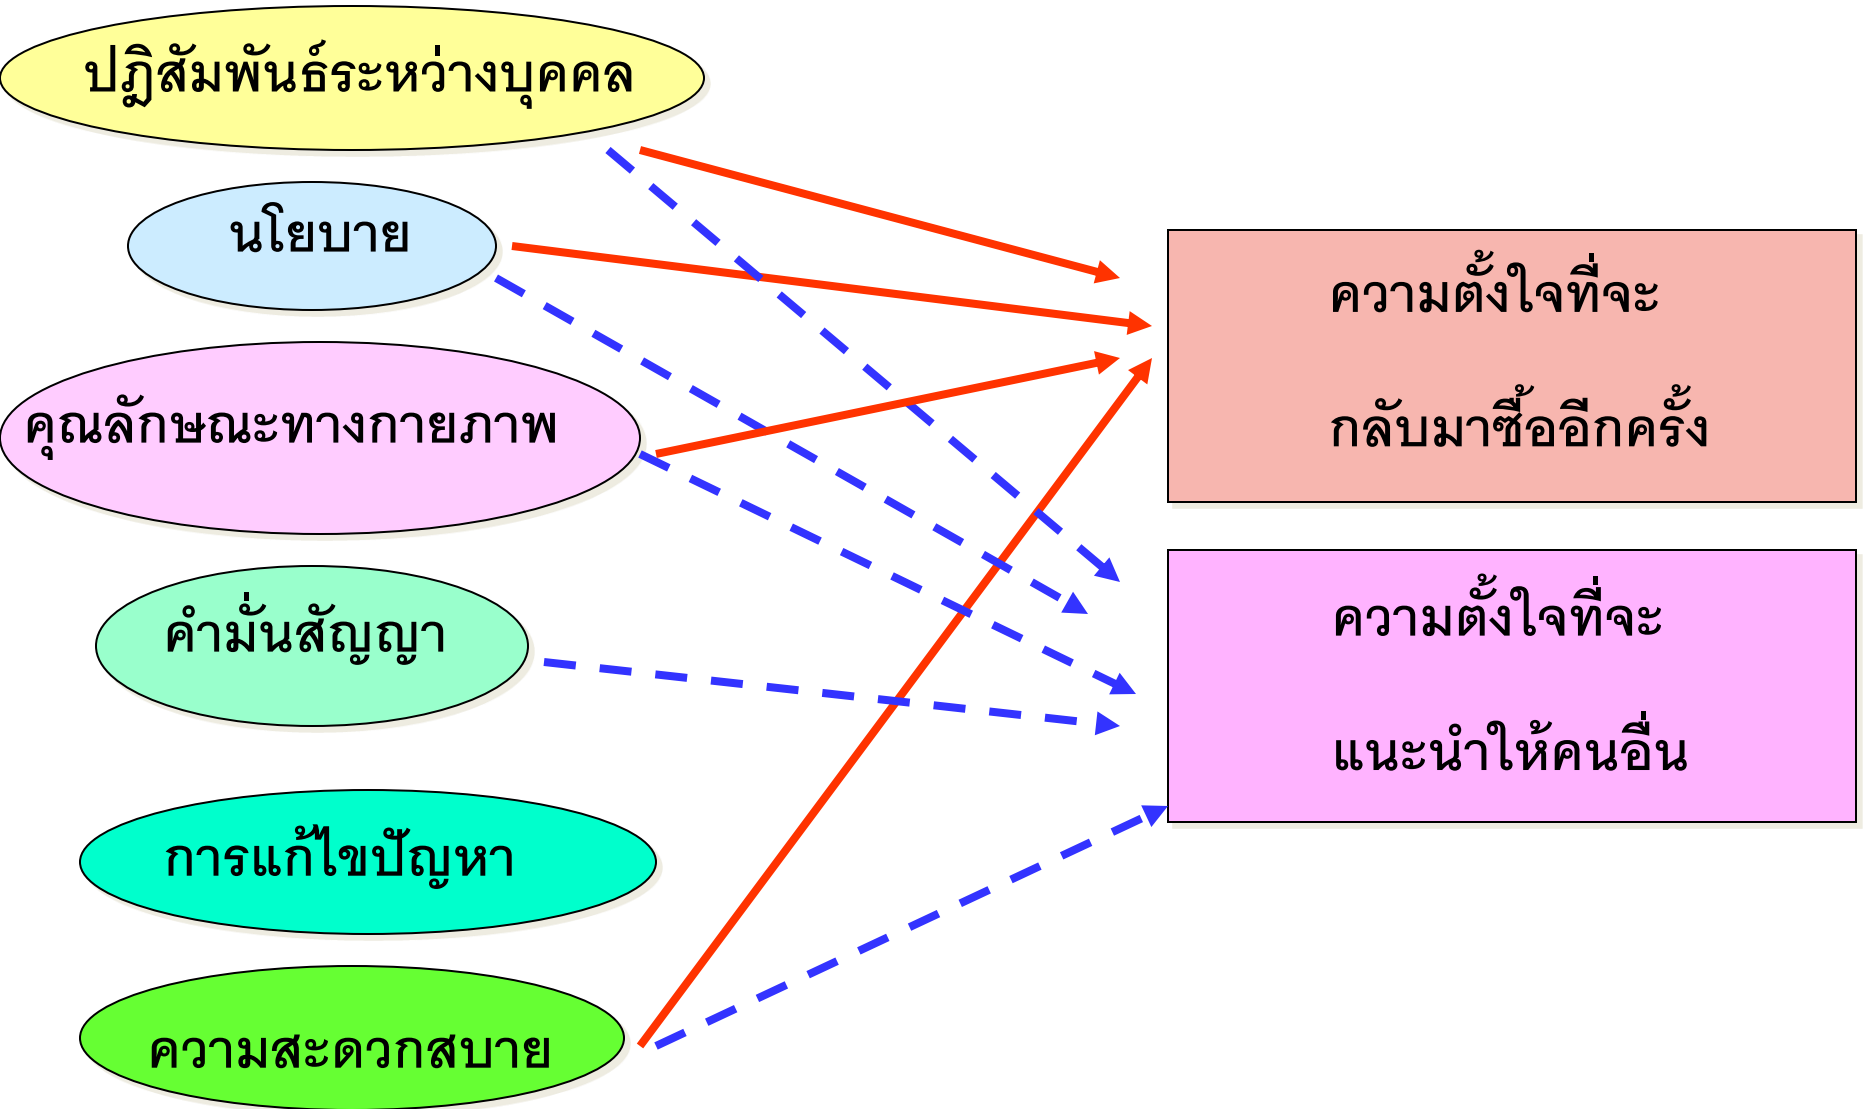 ปฎิสัมพันธ์ระหว่างบุคคล
นโยบาย
คุณลักษณะทางกายภาพ
คำมั่นสัญญา
การแก้ไขปัญหา
ความสะดวกสบาย
ความตั้งใจที่จะ
กลับมาซื้ออีกครั้ง
ความตั้งใจที่จะ
แนะนำให้คนอื่น